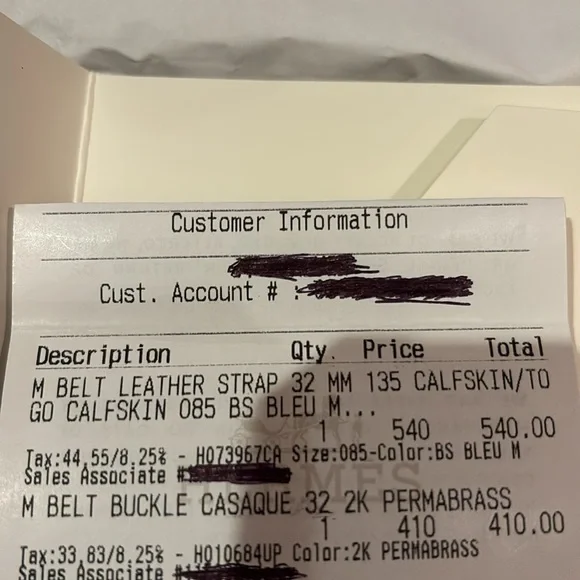 Customer Information
Cust. Account # :
Description Qty. Price Total
M BELT LEATHER STRAP 32 MM 135 CALFSKIN/TO
GO CALFSKIN 085 BS BLEU M...
1 540 540.00
Tax:44,55/8.25% - H073967CA Size:085-Color:BS BLEU M
Sales Associate #
M BELT BUCKLE CASAQUE 32 2K PERMABRASS
1 410 410.00
Tax:33,83/8.25% - H010684UP Color:2K PERMABRASS
Sales Associate #